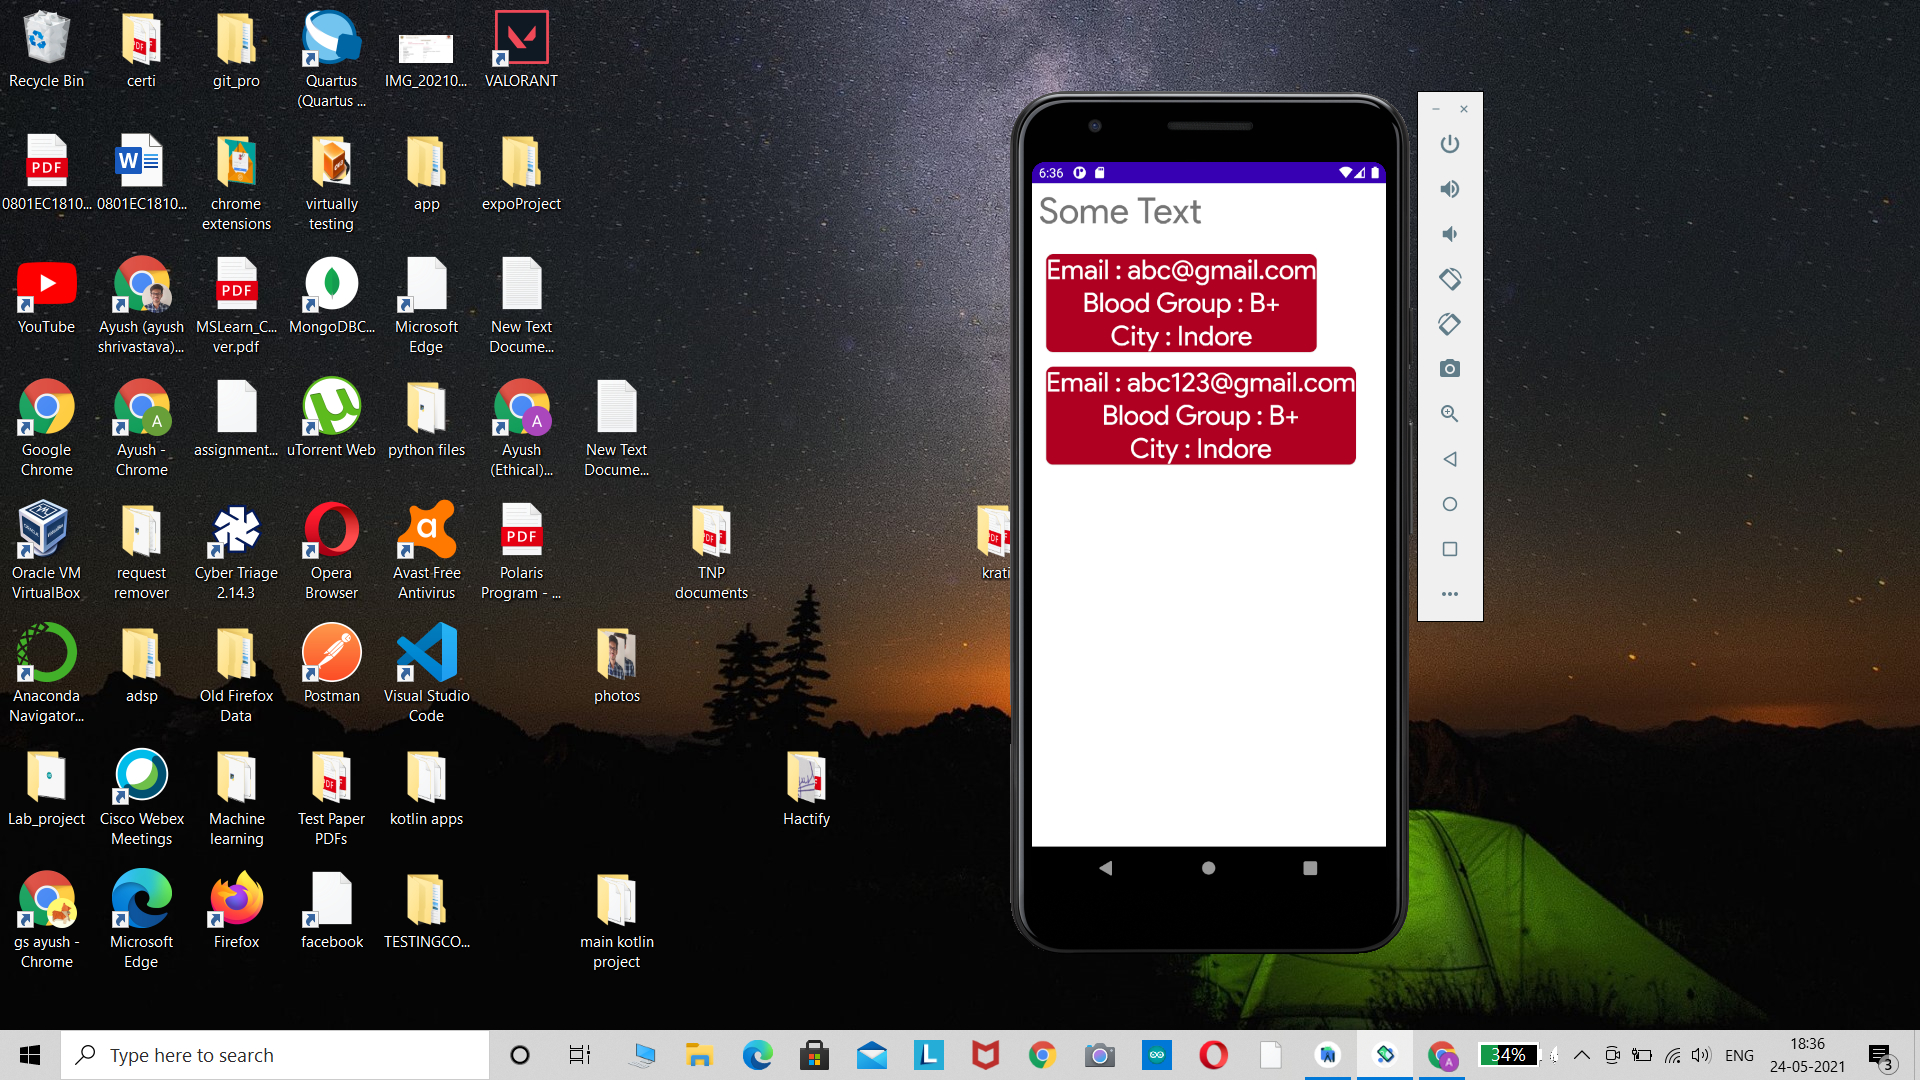 Recycle Bin
certi
git_pro
Quartus
(Quartus ...
IMG_20210...
VALORANT
0801EC1810...
0801EC1810...
chrome
extensions
virtually
testing
app
expoProject
YouTube
Ayush (ayush
shrivastava)...
MSLearn_C...
ver.pdf
MongoDBC...
Microsoft
Edge
New Text
Docume...
Google
Chrome
Ayush -
Chrome
assignment...
uTorrent Web
python files
Ayush
(Ethical)...
New Text
Docume...
Oracle VM
VirtualBox
request
remover
Cyber Triage
2.14.3
Opera
Browser
Avast Free
Antivirus
Polaris
Program - ...
TNP
documents
krati
Anaconda
Navigator...
adsp
Old Firefox
Data
Postman
Visual Studio
Code
photos
Lab_project
Cisco Webex
Meetings
Machine
learning
Test Paper
PDFs
kotlin apps
Hactify
gs ayush -
Chrome
Microsoft
Edge
Firefox
facebook
TESTINGCO...
main kotlin
project
6:36
Some Text
Email : abc@gmail.com
Blood Group : B+
City : Indore
Email : abc123@gmail.com
Blood Group : B+
City : Indore
Type here to search
34%
ENG
18:36
24-05-2021
3